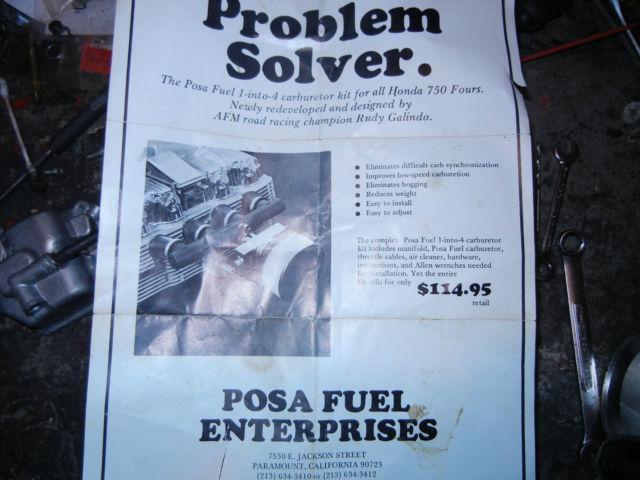 Problem
Solver.
The Posa Fuel 1-into-4 carburetor kit for all Honda 750 Fours.
Newly redeveloped and designed by
AFM road racing champion Rudy Galindo.
• Eliminates difficult carb synchronization
• Improves low-speed carburetion
• Eliminates bogging
• Reduces weight
• Easy to install
• Easy to adjust
The complet Posa Fuel 1-into-4 carburetor
kit includes manifold, Posa Fuel carburetor,
throttle cables, air cleaner, hardware,
instructions, and Allen wrenches needed
for installation. Yet the entire
kit sells for only $114.95
retail
POSA FUEL
ENTERPRISES
7530 E. JACKSON STREET
PARAMOUNT, CALIFORNIA 90723
(213) 634-3410 or (213) 634-3412